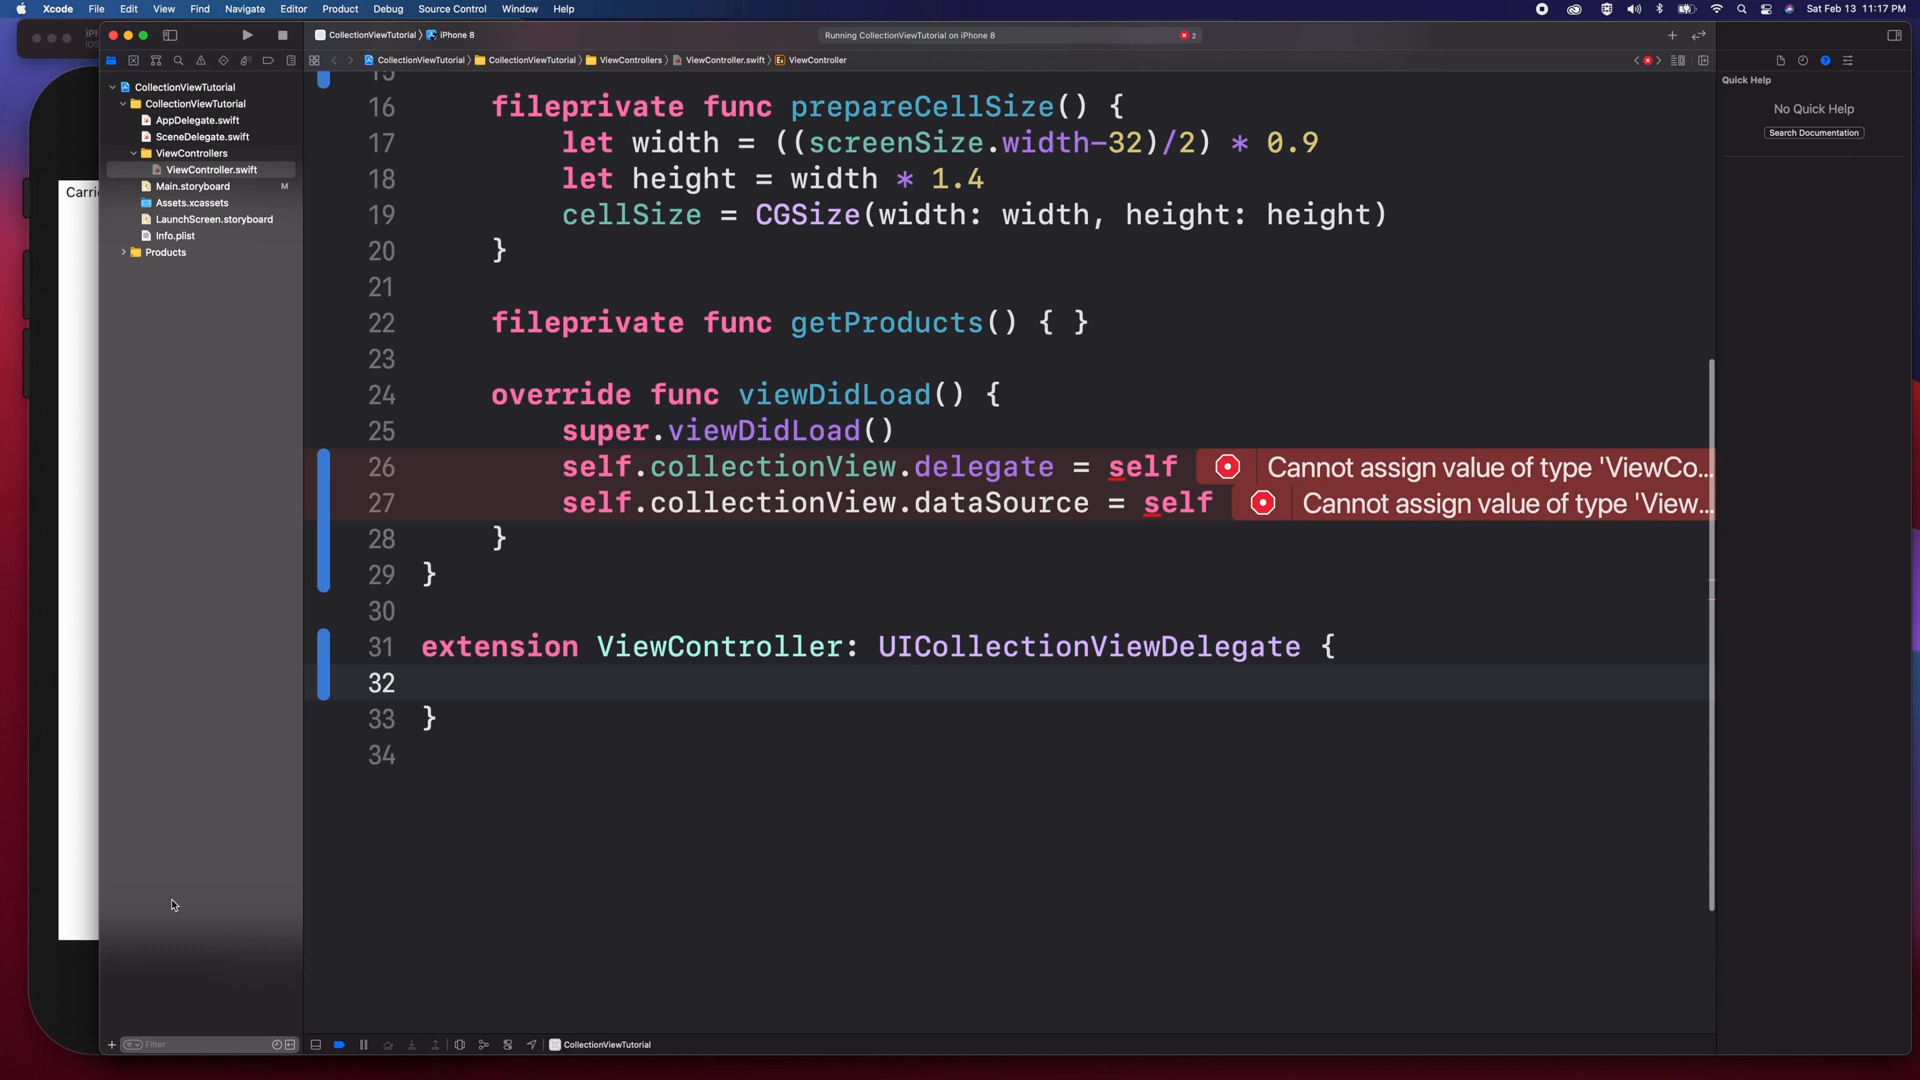 Xcode File Edit View Find Navigate Editor Product Debug Source Control Window Help Sat Feb 13 11:17 PM
CollectionViewTutorial iPhone 8 Running CollectionViewTutorial on iPhone 8 2
CollectionViewTutorial CollectionViewTutorial ViewControllers ViewController.swift ViewController
CollectionViewTutorial
CollectionViewTutorial
AppDelegate.swift
SceneDelegate.swift
ViewControllers
ViewController.swift
Main.storyboard M
Assets.xcassets
LaunchScreen.storyboard
Info.plist
Products
Filter
15
16 fileprivate func prepareCellSize() {
17 let width = ((screenSize.width-32)/2) * 0.9
18 let height = width * 1.4
19 cellSize = CGSize(width: width, height: height)
20 }
21
22 fileprivate func getProducts() { }
23
24 override func viewDidLoad() {
25 super.viewDidLoad()
26 self.collectionView.delegate = self Cannot assign value of type 'ViewCo...
27 self.collectionView.dataSource = self Cannot assign value of type 'View...
28 }
29 }
30
31 extension ViewController: UICollectionViewDelegate {
32
33 }
34
CollectionViewTutorial
Quick Help
No Quick Help
Search Documentation